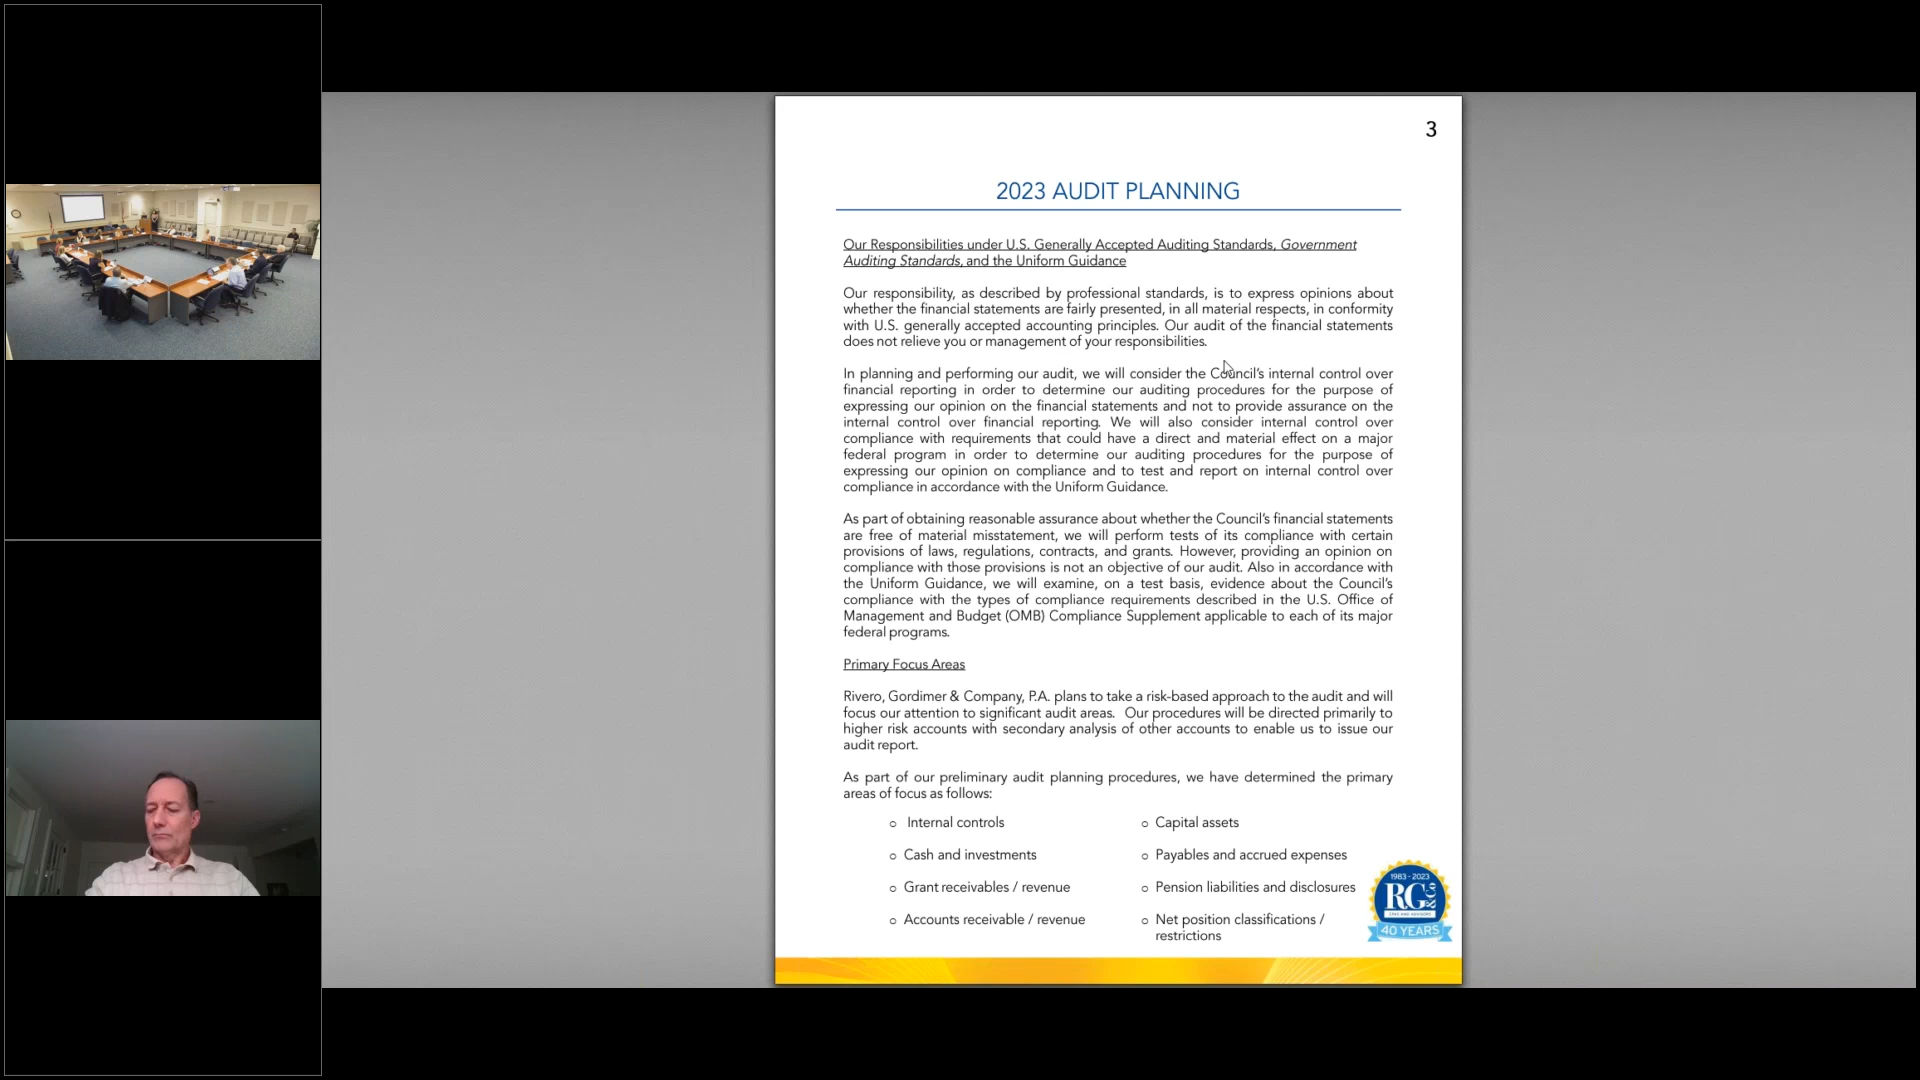 3
2023 AUDIT PLANNING
Our Responsibilities under U.S. Generally Accepted Auditing Standards, Government
Auditing Standards, and the Uniform Guidance
Our responsibility, as described by professional standards, is to express opinions about
whether the financial statements are fairly presented, in all material respects, in conformity
with U.S. generally accepted accounting principles. Our audit of the financial statements
does not relieve you or management of your responsibilities.
In planning and performing our audit, we will consider the Council's internal control over
financial reporting in order to determine our auditing procedures for the purpose of
expressing our opinion on the financial statements and not to provide assurance on the
internal control over financial reporting. We will also consider internal control over
compliance with requirements that could have a direct and material effect on a major
federal program in order to determine our auditing procedures for the purpose of
expressing our opinion on compliance and to test and report on internal control over
compliance in accordance with the Uniform Guidance.
As part of obtaining reasonable assurance about whether the Council's financial statements
are free of material misstatement, we will perform tests of its compliance with certain
provisions of laws, regulations, contracts, and grants. However, providing an opinion on
compliance with those provisions is not an objective of our audit. Also in accordance with
the Uniform Guidance, we will examine, on a test basis, evidence about the Council's
compliance with the types of compliance requirements described in the U.S. Office of
Management and Budget (OMB) Compliance Supplement applicable to each of its major
federal programs.
Primary Focus Areas
Rivero, Gordimer & Company, P.A. plans to take a risk-based approach to the audit and will
focus our attention to significant audit areas. Our procedures will be directed primarily to
higher risk accounts with secondary analysis of other accounts to enable us to issue our
audit report.
As part of our preliminary audit planning procedures, we have determined the primary
areas of focus as follows:
o Internal controls
o Cash and investments
o Grant receivables / revenue
o Accounts receivable / revenue
o Capital assets
o Payables and accrued expenses
o Pension liabilities and disclosures
o Net position classifications /
restrictions
1983 - 2023
RG&CO
CPAS AND ADVISORS
40 YEARS